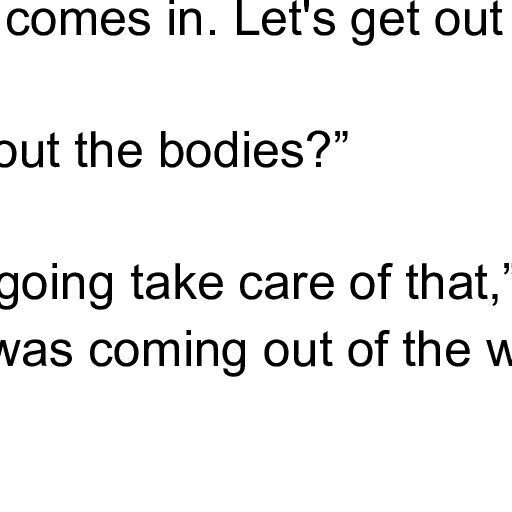 comes in. Let's get out
out the bodies?”
going take care of that,”
was coming out of the w